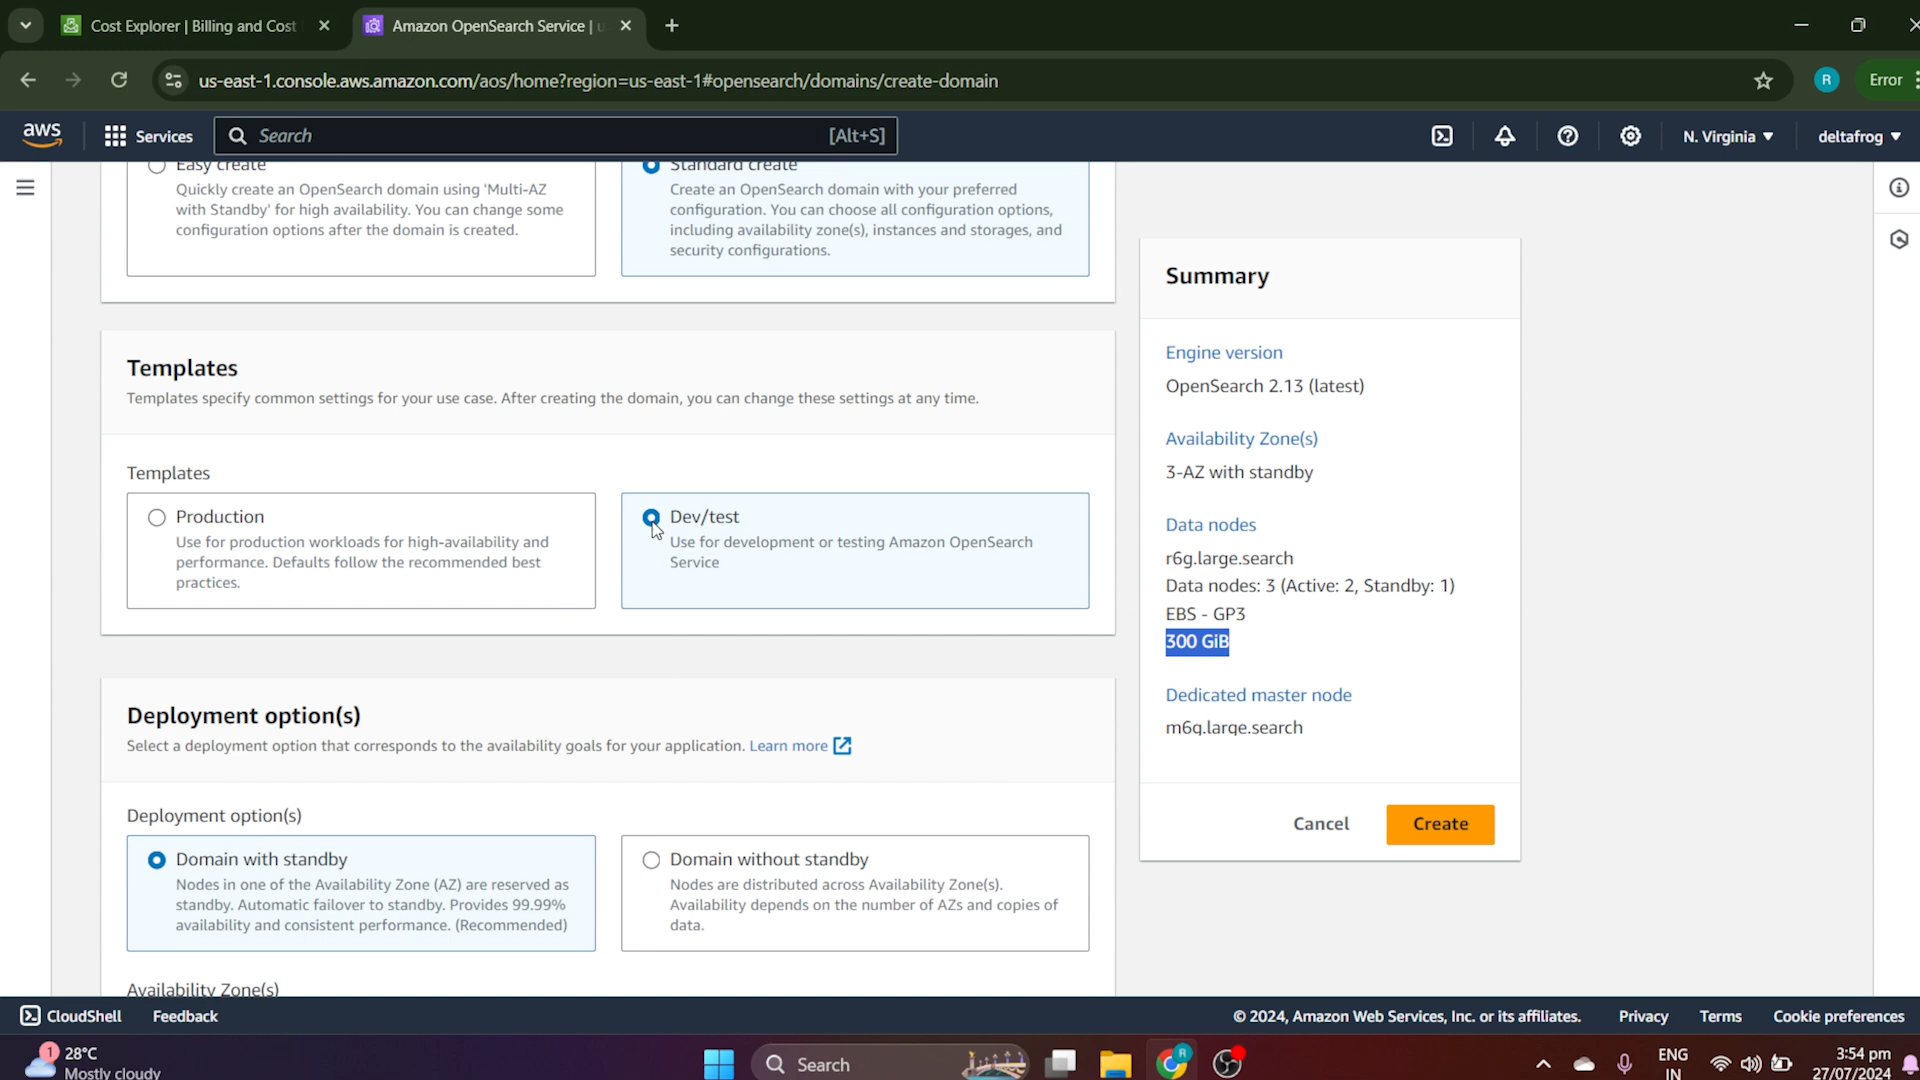 Cost Explorer | Billing and Cost
Amazon OpenSearch Service | u
us-east-1.console.aws.amazon.com/aos/home?region=us-east-1#opensearch/domains/create-domain
R
Error
aws
Services
Search
[Alt+S]
N. Virginia
deltafrog
Easy create
Quickly create an OpenSearch domain using 'Multi-AZ
with Standby' for high availability. You can change some
configuration options after the domain is created.
Standard create
Create an OpenSearch domain with your preferred
configuration. You can choose all configuration options,
including availability zone(s), instances and storages, and
security configurations.
Templates
Templates specify common settings for your use case. After creating the domain, you can change these settings at any time.
Templates
Production
Use for production workloads for high-availability and
performance. Defaults follow the recommended best
practices.
Dev/test
Use for development or testing Amazon OpenSearch
Service
Deployment option(s)
Select a deployment option that corresponds to the availability goals for your application. Learn more
Deployment option(s)
Domain with standby
Nodes in one of the Availability Zone (AZ) are reserved as
standby. Automatic failover to standby. Provides 99.99%
availability and consistent performance. (Recommended)
Domain without standby
Nodes are distributed across Availability Zone(s).
Availability depends on the number of AZs and copies of
data.
Availability Zone(s)
Summary
Engine version
OpenSearch 2.13 (latest)
Availability Zone(s)
3-AZ with standby
Data nodes
r6g.large.search
Data nodes: 3 (Active: 2, Standby: 1)
EBS - GP3
300 GiB
Dedicated master node
m6g.large.search
Cancel
Create
CloudShell
Feedback
© 2024, Amazon Web Services, Inc. or its affiliates.
Privacy
Terms
Cookie preferences
1
28°C
Mostly cloudy
Search
R
ENG
IN
3:54 pm
27/07/2024